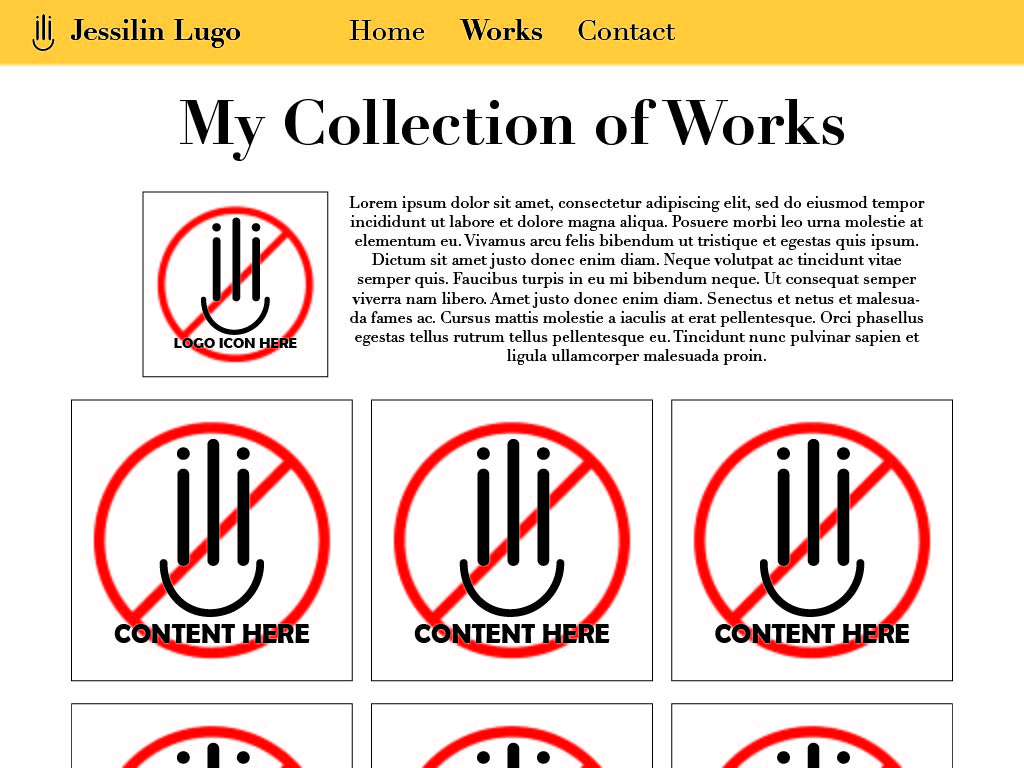 Jessilin Lugo Home Works Contact
My Collection of Works
Lorem ipsum dolor sit amet, consectetur adipiscing elit, sed do eiusmod tempor
incididunt ut labore et dolore magna aliqua. Posuere morbi leo urna molestie at
elementum eu. Vivamus arcu felis bibendum ut tristique et egestas quis ipsum.
Dictum sit amet justo donec enim diam. Neque volutpat ac tincidunt vitae
semper quis. Faucibus turpis in eu mi bibendum neque. Ut consequat semper
viverra nam libero. Amet justo donec enim diam. Senectus et netus et malesua-
da fames ac. Cursus mattis molestie a iaculis at erat pellentesque. Orci phasellus
egestas tellus rutrum tellus pellentesque eu. Tincidunt nunc pulvinar sapien et
ligula ullamcorper malesuada proin.
LOGO ICON HERE
CONTENT HERE CONTENT HERE CONTENT HERE